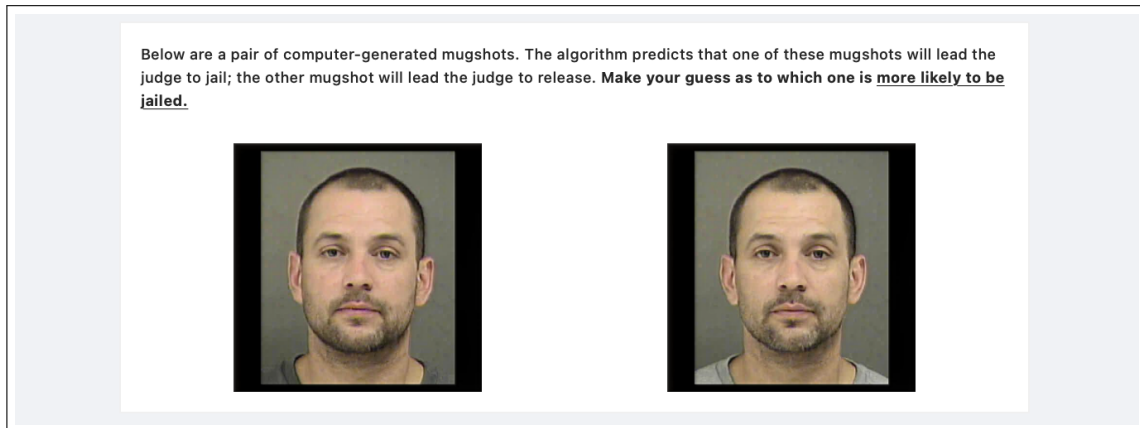 Below are a pair of computer-generated mugshots. The algorithm predicts that one of these mugshots will lead the
judge to jail; the other mugshot will lead the judge to release. Make your guess as to which one is more likely to be
jailed.